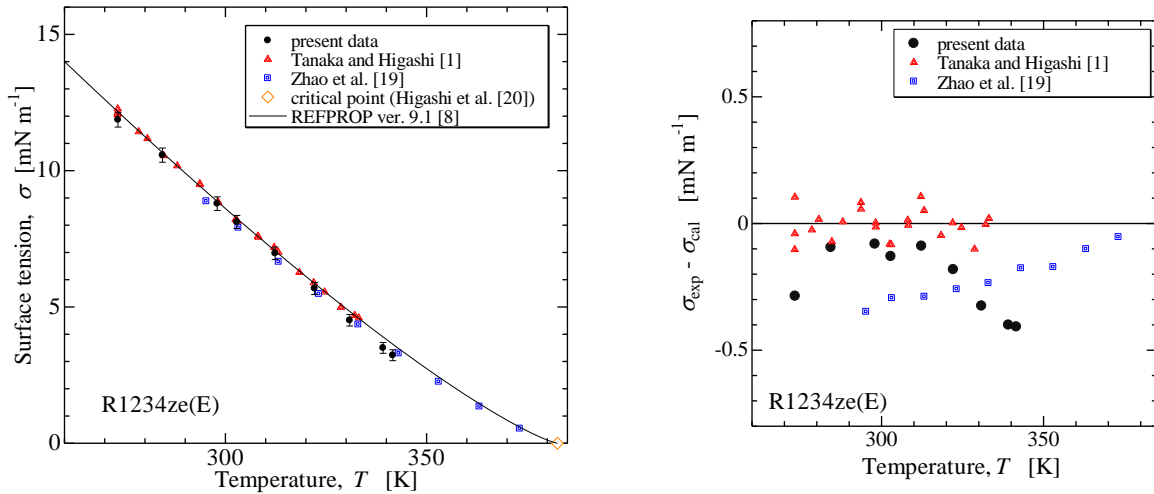 15
10
5
0
300
350
Surface tension, σ [mN m⁻¹]
Temperature, T [K]
present data
Tanaka and Higashi [1]
Zhao et al. [19]
critical point (Higashi et al. [20])
REFPROP ver. 9.1 [8]
R1234ze(E)
0.5
0
-0.5
300
350
σexp - σcal [mN m⁻¹]
Temperature, T [K]
present data
Tanaka and Higashi [1]
Zhao et al. [19]
R1234ze(E)